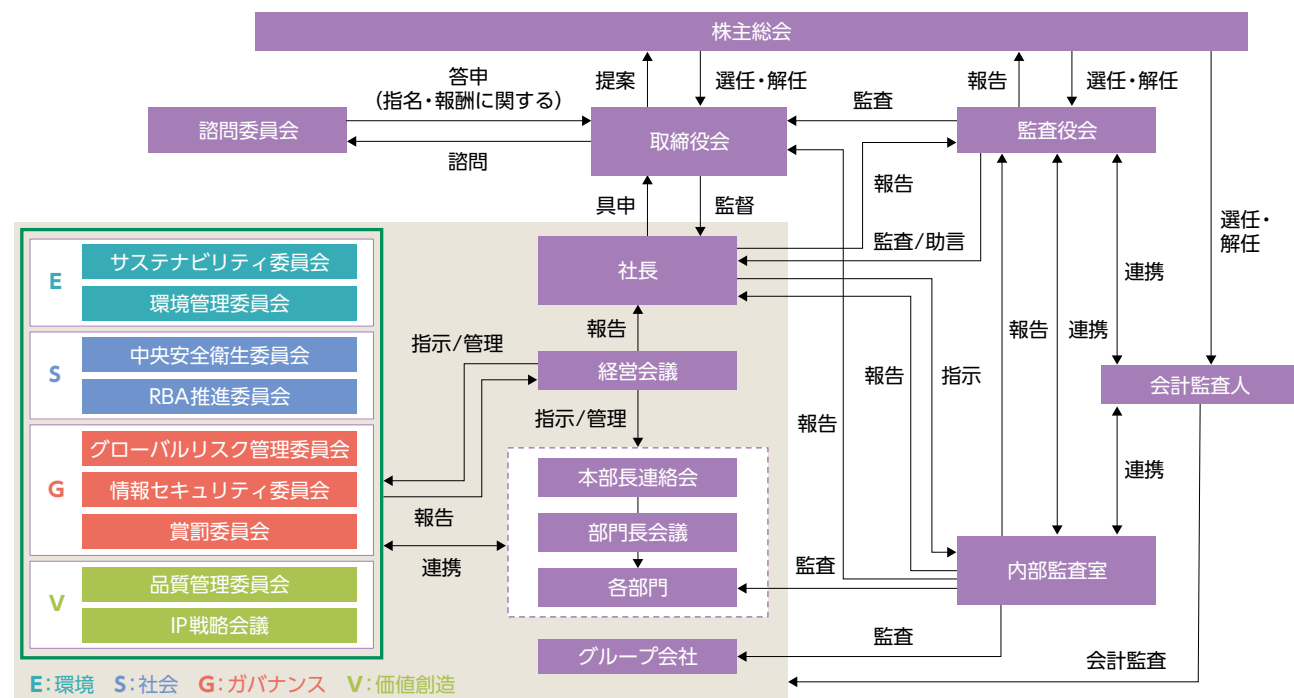 株主総会
答申
(指名・報酬に関する)
提案
選任・解任
報告
選任・解任
監査
諮問委員会
取締役会
監査役会
諮問
報告
具申
監督
監査/助言
選任・
解任
E
サステナビリティ委員会
環境管理委員会
社長
連携
指示/管理
報告
報告
連携
S
中央安全衛生委員会
RBA推進委員会
経営会議
報告
指示
会計監査人
指示/管理
報告
G
グローバルリスク管理委員会
情報セキュリティ委員会
賞罰委員会
本部長連絡会
連携
報告
部門長会議
連携
監査
内部監査室
V
品質管理委員会
IP戦略会議
各部門
監査
グループ会社
会計監査
E:環境 S:社会 G:ガバナンス V:価値創造